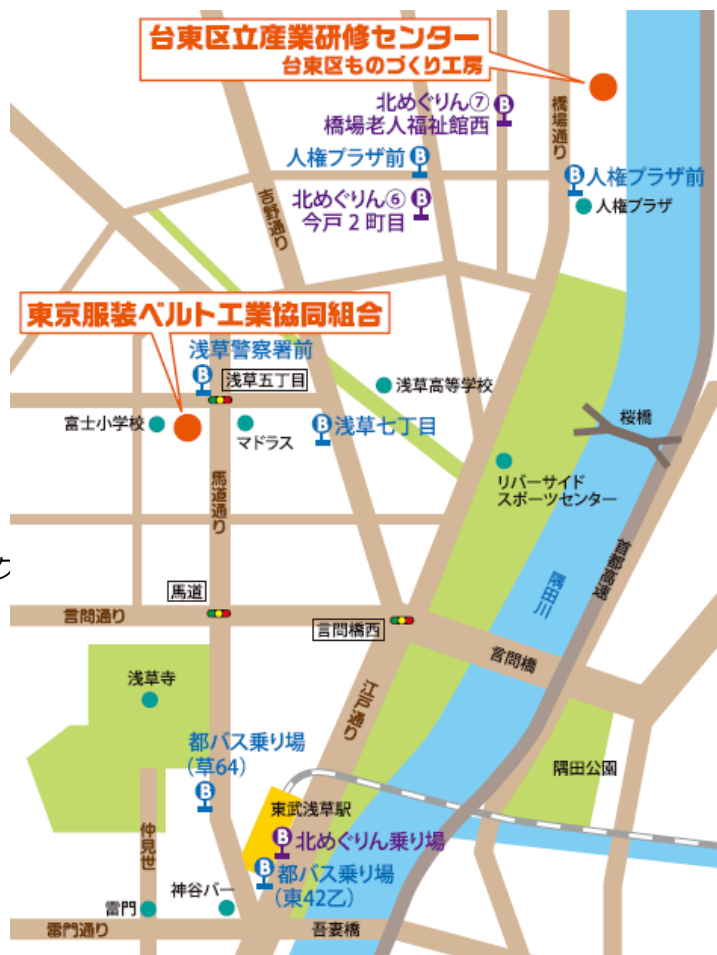 台東区立産業研修センター
台東区ものづくり工房
北めぐりん⑦
橋場老人福祉館西
橋場通り
人権プラザ前
人権プラザ前
北めぐりん⑥
今戸2町目
人権プラザ
吉野通り
東京服装ベルト工業協同組合
浅草警察署前
浅草五丁目
浅草高等学校
富士小学校
マドラス
浅草七丁目
桜橋
リバーサイド
スポーツセンター
馬道通り
首都高速
隅田川
馬道
言問通り
言問橋西
言問橋
浅草寺
江戸通り
都バス乗り場
(草64)
隅田公園
東武浅草駅
仲見世
北めぐりん乗り場
都バス乗り場
(東42乙)
神谷バー
雷門
雷門通り
吾妻橋